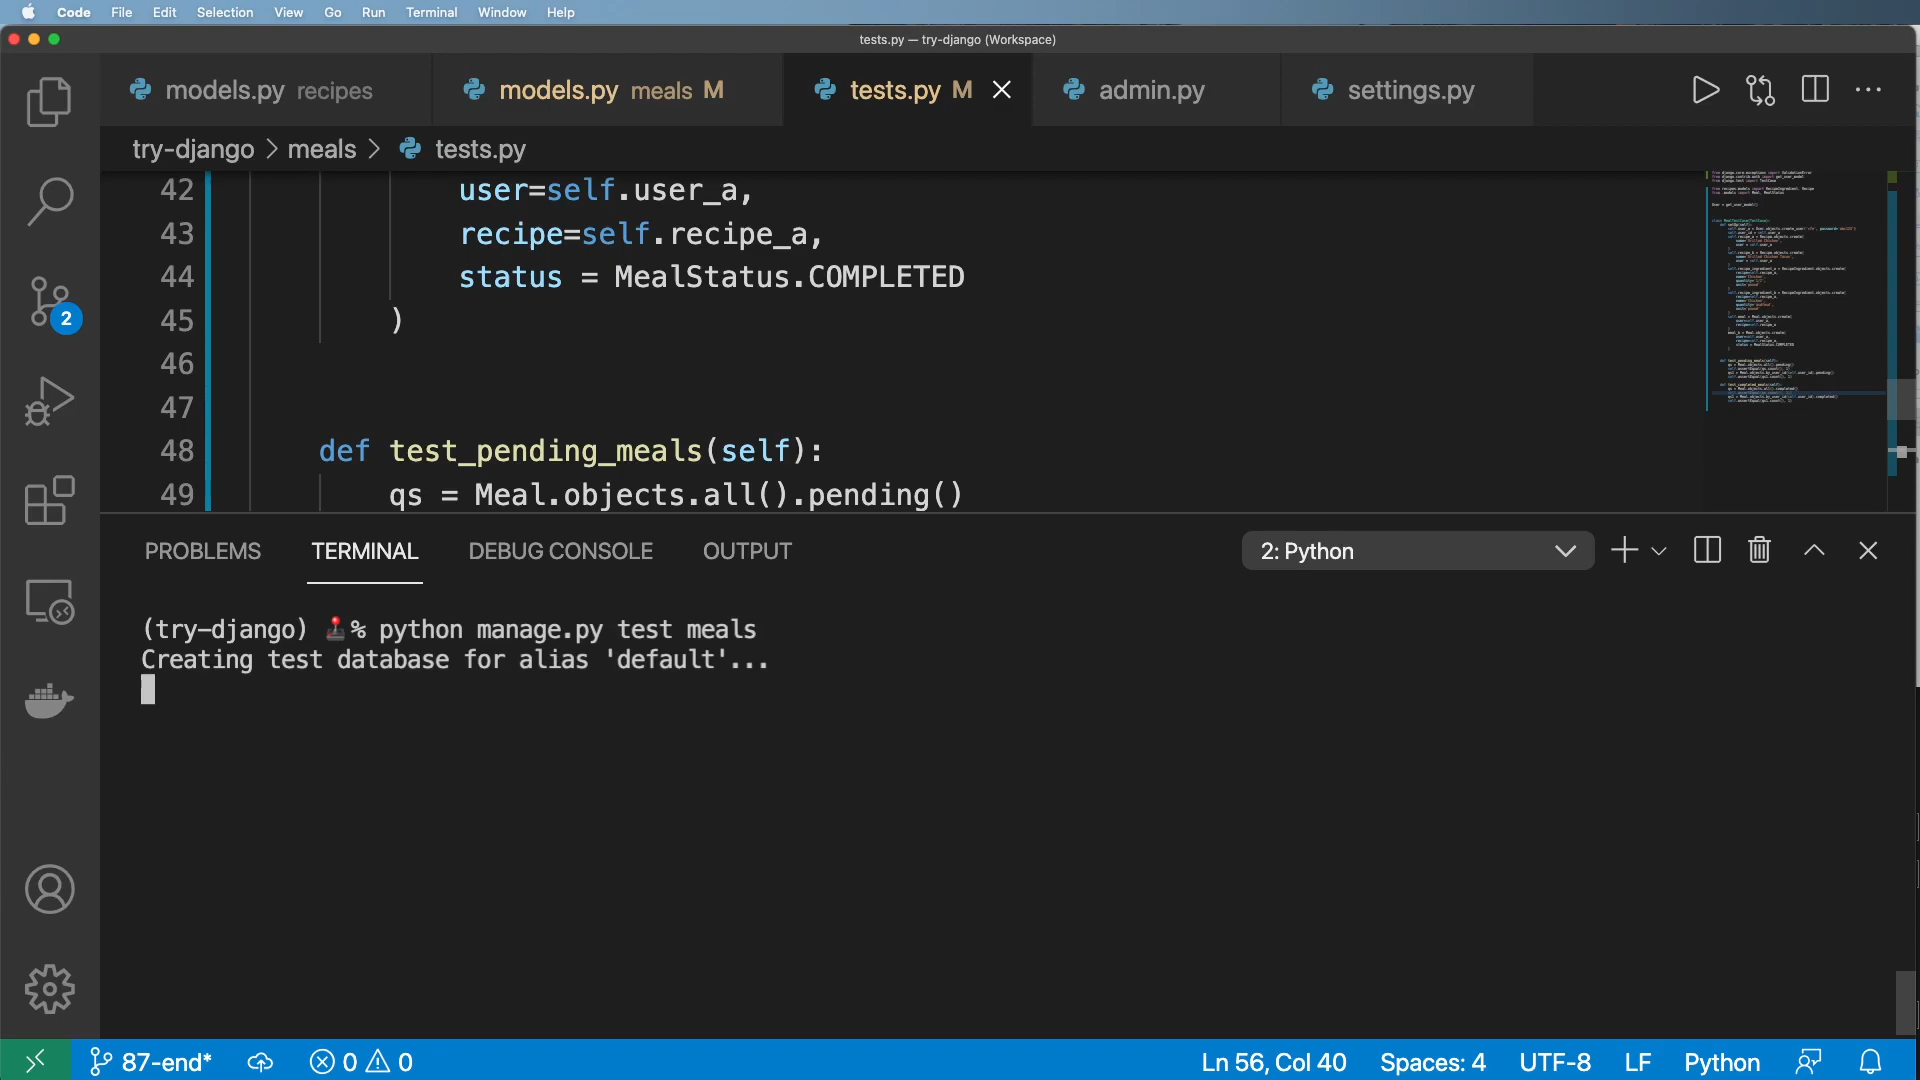 Code File Edit Selection View Go Run Terminal Window Help
tests.py — try-django (Workspace)
models.py recipes models.py meals M tests.py M admin.py settings.py
try-django > meals > tests.py
42 user=self.user_a,
43 recipe=self.recipe_a,
44 status = MealStatus.COMPLETED
45 )
46
47
48 def test_pending_meals(self):
49 qs = Meal.objects.all().pending()
2
PROBLEMS TERMINAL DEBUG CONSOLE OUTPUT 2: Python
(try-django) % python manage.py test meals
Creating test database for alias 'default'...
87-end* 0 0 Ln 56, Col 40 Spaces: 4 UTF-8 LF Python